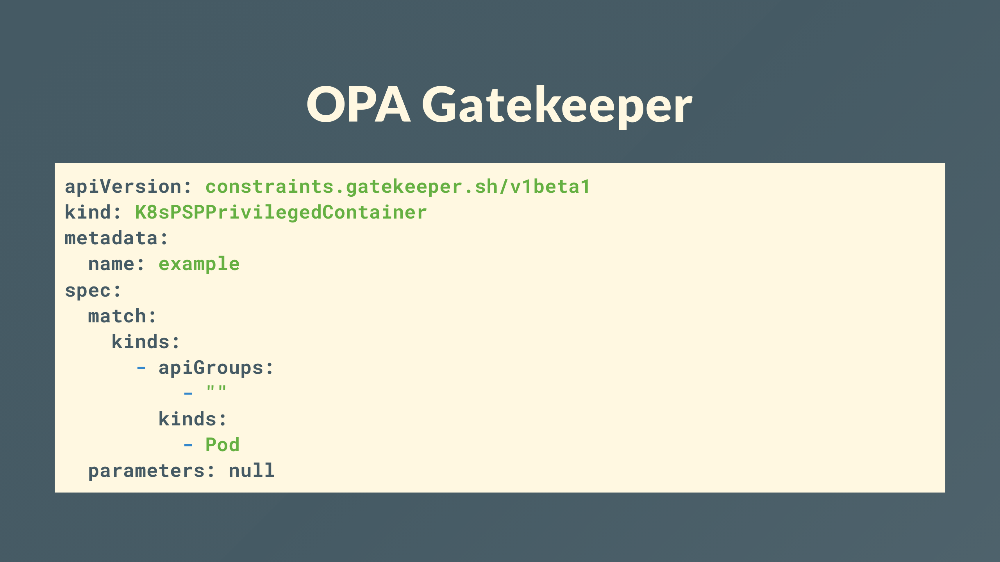 OPA Gatekeeper
apiVersion: constraints.gatekeeper.sh/v1beta1
kind: K8sPSPPrivilegedContainer
metadata:
  name: example
spec:
  match:
    kinds:
      - apiGroups:
          - ""
        kinds:
          - Pod
  parameters: null